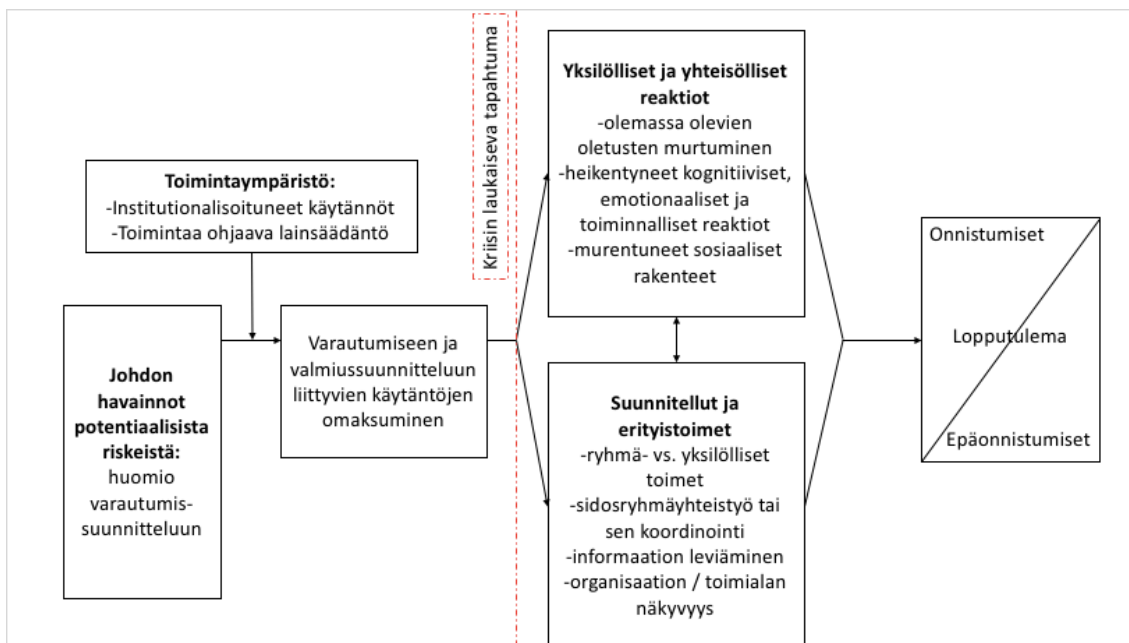 Toimintaympäristö:
-Institutionalisoituneet käytännöt
-Toimintaa ohjaava lainsäädäntö
Johdon
havainnot
potentiaalisista
riskeistä:
huomio
varautumis-
suunnitteluun
Varautumiseen ja
valmiussuunnitteluun
liittyvien käytäntöjen
omaksuminen
Kriisin laukaiseva tapahtuma
Yksilölliset ja yhteisölliset
reaktiot
-olemassa olevien
oletusten murtuminen
-heikentyneet kognitiiviset,
emotionaaliset ja
toiminnalliset reaktiot
-murentuneet sosiaaliset
rakenteet
Suunnitellut ja
erityistoimet
-ryhmä- vs. yksilölliset
toimet
-sidosryhmäyhteistyö tai
sen koordinointi
-informaation leviäminen
-organisaation / toimialan
näkyvyys
Onnistumiset
Lopputulema
Epäonnistumiset